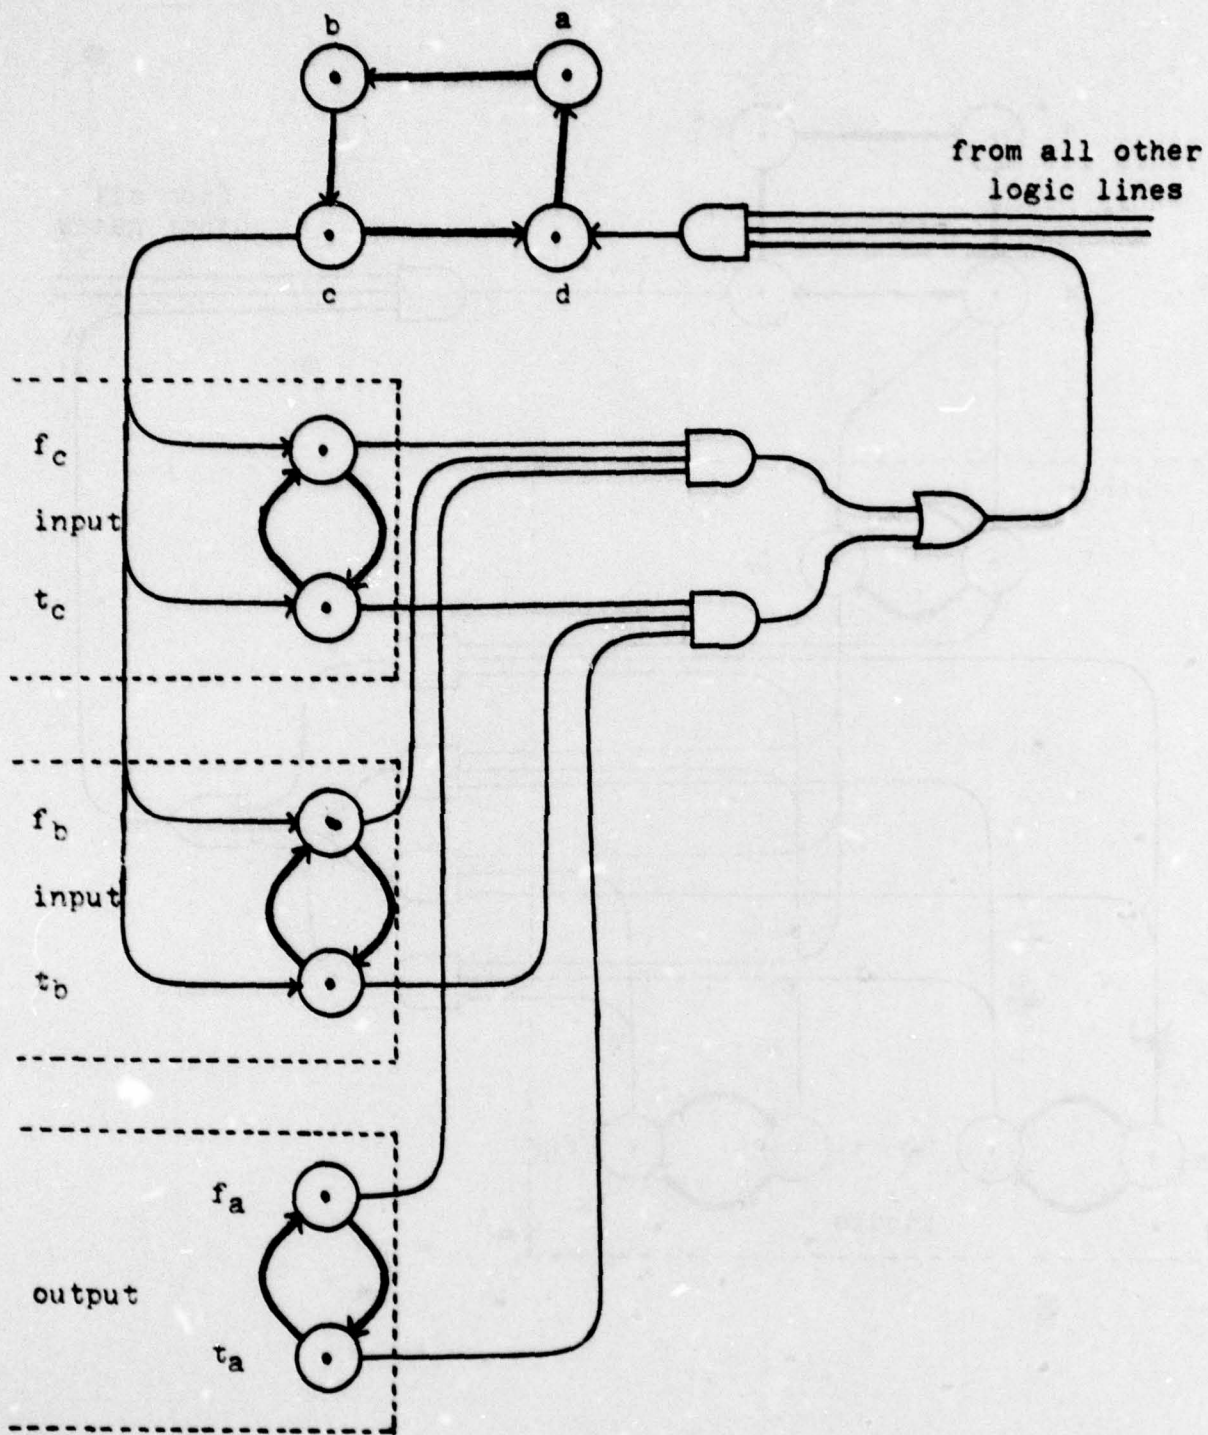 b
a
from all other
logic lines
c
d
f_c
input
t_c
f_b
input
t_b
f_a
output
t_a